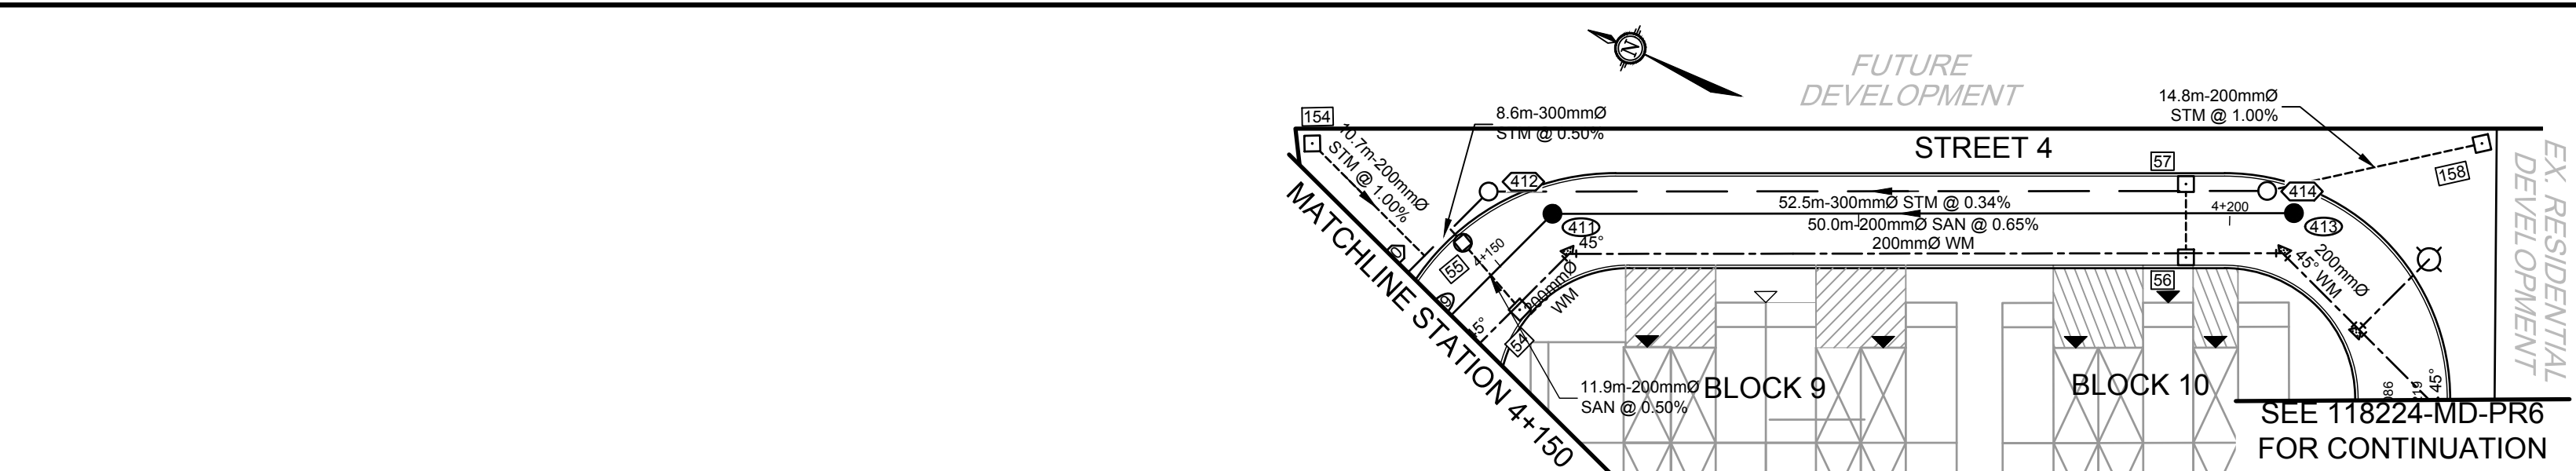 N
FUTURE
DEVELOPMENT
154
8.6m-300mmØ
STM @ 0.50%
14.8m-200mmØ
STM @ 1.00%
10.7m-200mmØ
STM @ 1.00%
STREET 4
57
158
EX. RESIDENTIAL
DEVELOPMENT
412
414
52.5m-300mmØ STM @ 0.34%
4+200
411
50.0m-200mmØ SAN @ 0.65%
413
45°
200mmØ WM
4+150
55
200mmØ
WM
56
45°
200mmØ
WM
MATCHLINE STATION 4+150
54
11.9m-200mmØ
SAN @ 0.50%
BLOCK 9
BLOCK 10
45°
SEE 118224-MD-PR6
FOR CONTINUATION